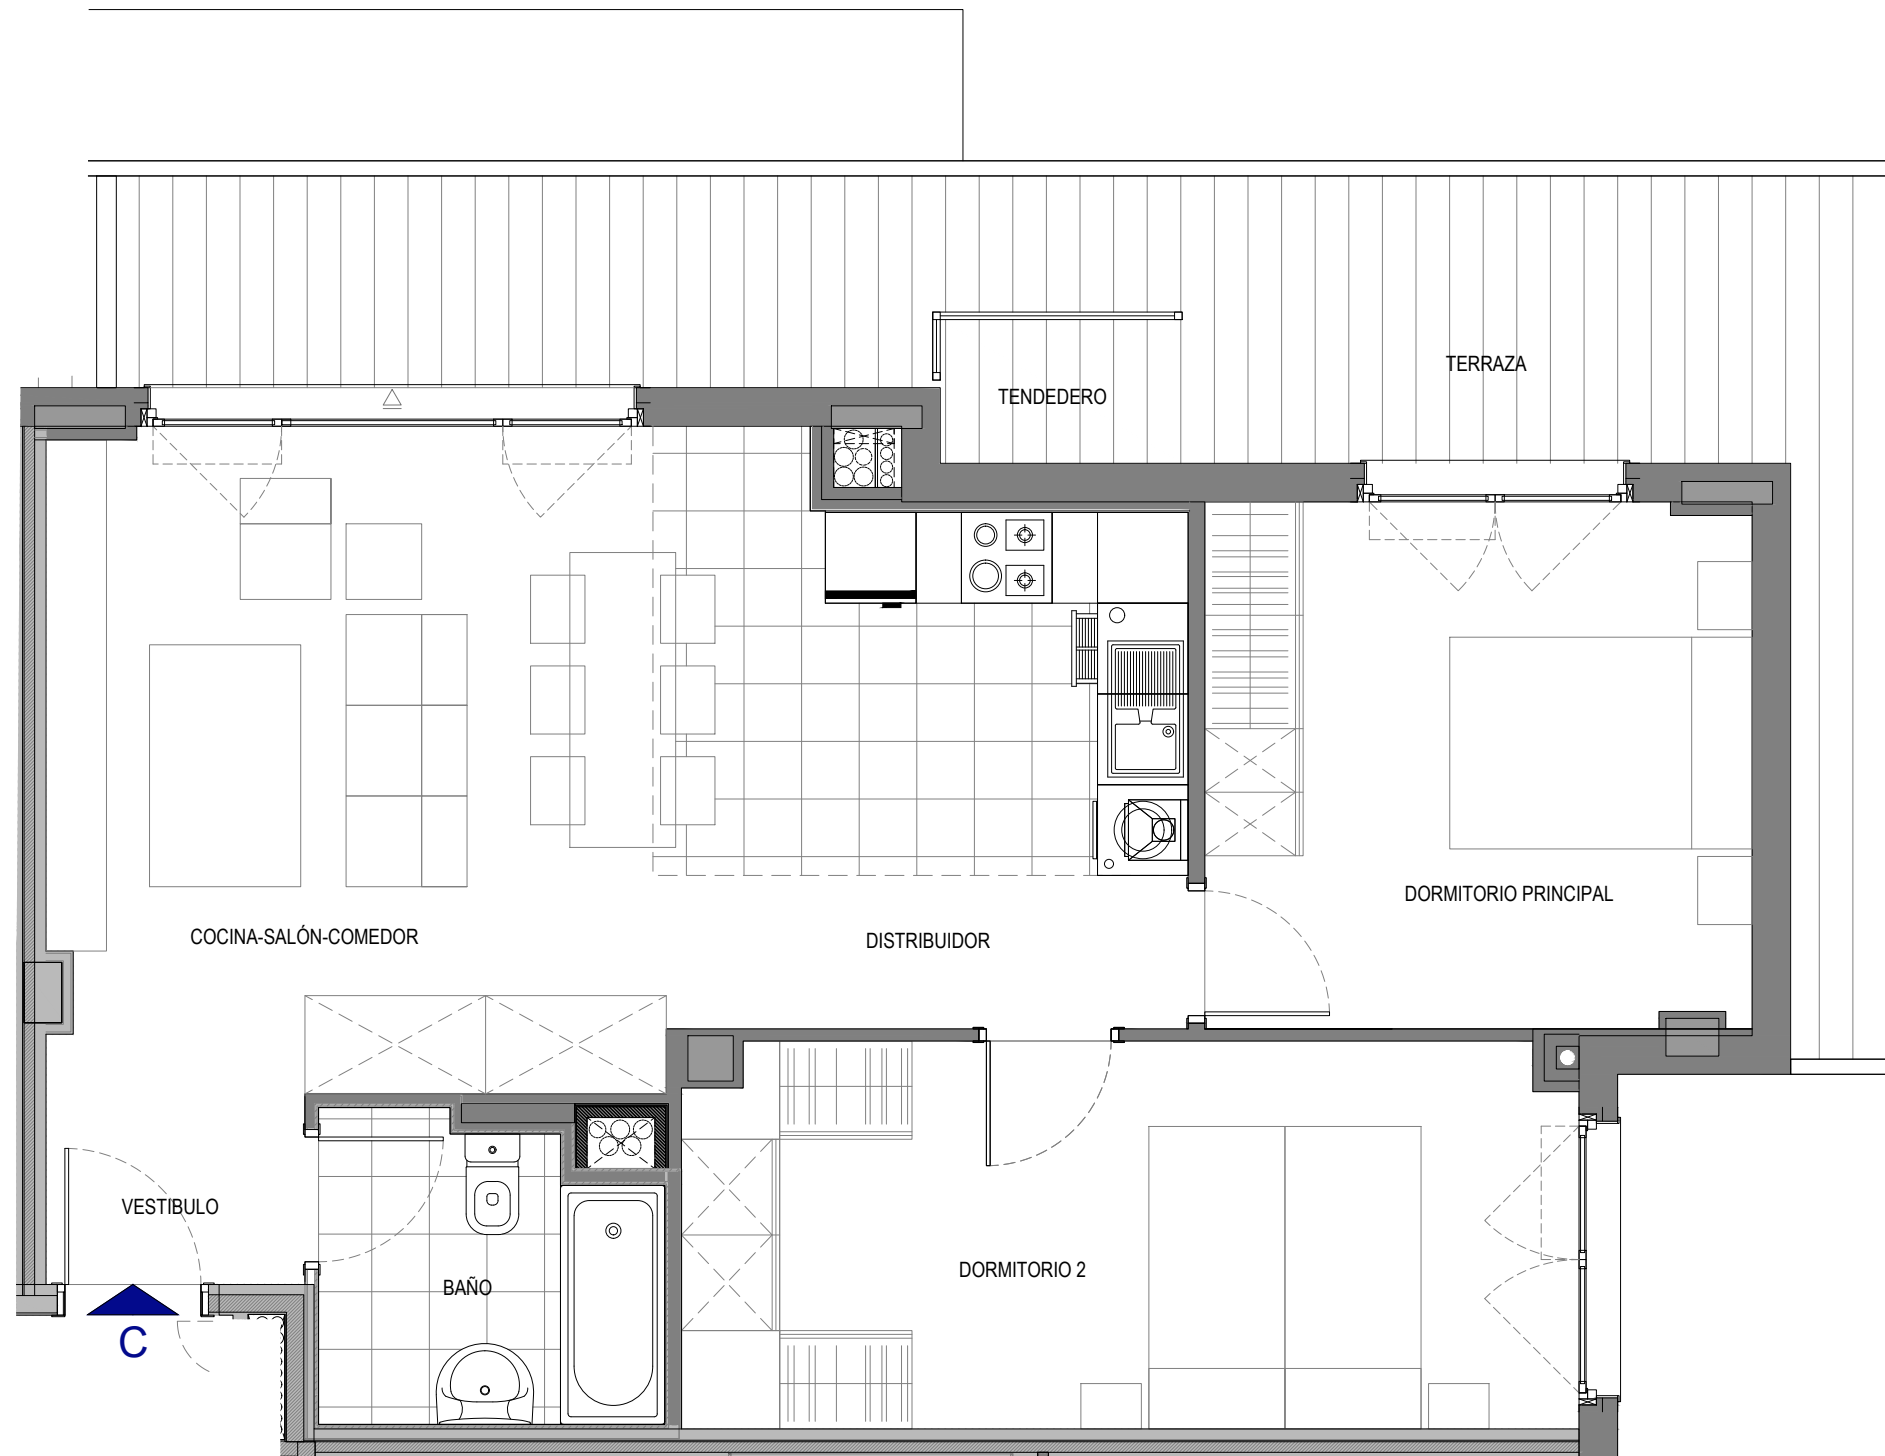 TERRAZA
TENDEDERO
DORMITORIO PRINCIPAL
COCINA-SALÓN-COMEDOR
DISTRIBUIDOR
VESTIBULO
DORMITORIO 2
BAÑO
C